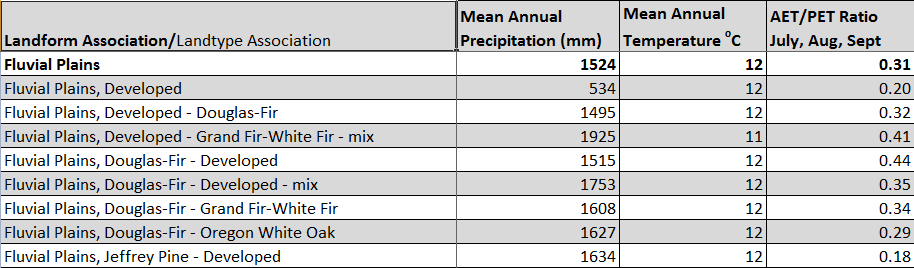 Landform Association/Landtype Association Mean Annual Precipitation (mm) Mean Annual Temperature °C AET/PET Ratio July, Aug, Sept
Fluvial Plains 1524 12 0.31
Fluvial Plains, Developed 534 12 0.20
Fluvial Plains, Developed - Douglas-Fir 1495 12 0.32
Fluvial Plains, Developed - Grand Fir-White Fir - mix 1925 11 0.41
Fluvial Plains, Douglas-Fir - Developed 1515 12 0.44
Fluvial Plains, Douglas-Fir - Developed - mix 1753 12 0.35
Fluvial Plains, Douglas-Fir - Grand Fir-White Fir 1608 12 0.34
Fluvial Plains, Douglas-Fir - Oregon White Oak 1627 12 0.29
Fluvial Plains, Jeffrey Pine - Developed 1634 12 0.18